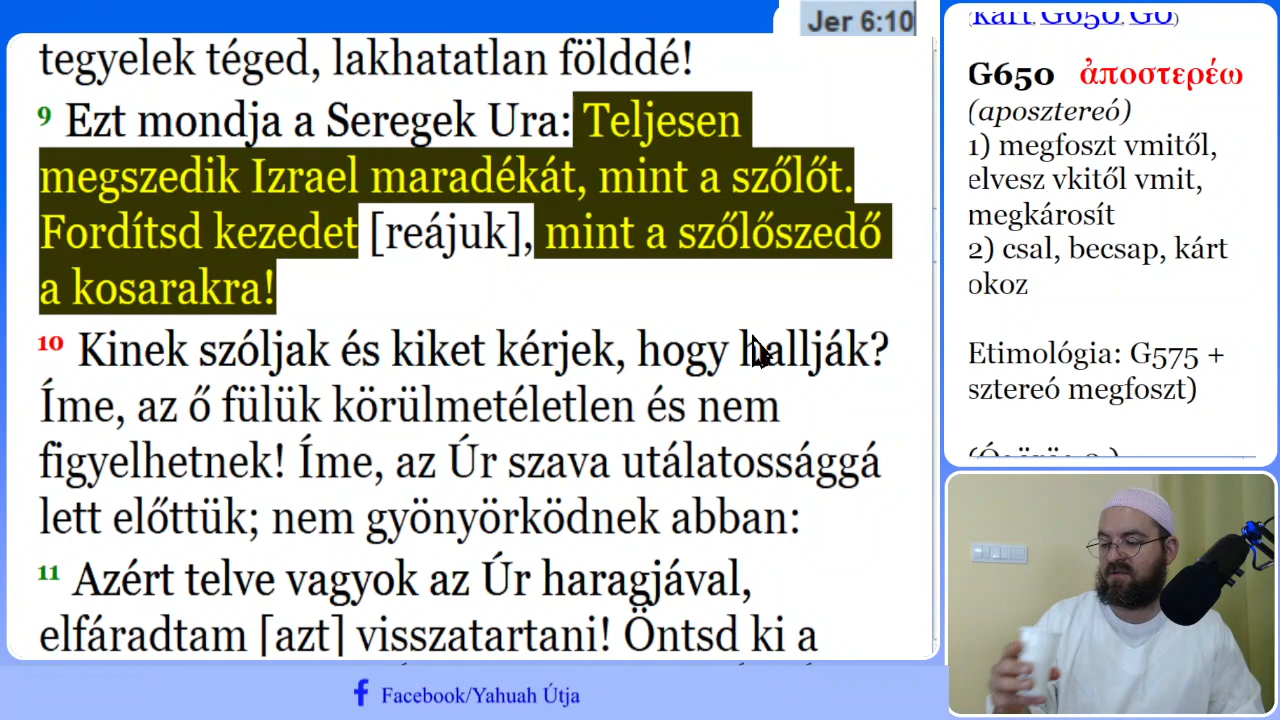 Jer 6:10
tegyelek téged, lakhatatlan földdé!
9 Ezt mondja a Seregek Ura: Teljesen
megszedik Izrael maradékát, mint a szőlőt.
Fordítsd kezedet [reájuk], mint a szőlőszedő
a kosarakra!
10 Kinek szóljak és kiket kérjek, hogy hallják?
Íme, az ő fülük körülmetéletlen és nem
figyelhetnek! Íme, az Úr szava utálatossággá
lett előttük; nem gyönyörködnek abban:
11 Azért telve vagyok az Úr haragjával,
elfáradtam [azt] visszatartani! Öntsd ki a
G650 ἀποστερέω
(aposztereó)
1) megfoszt vmitől,
elvesz vkitől vmit,
megkárosít
2) csal, becsap, kárt
okoz
Etimológia: G575 +
sztereó megfoszt)
Facebook/Yahuah Útja